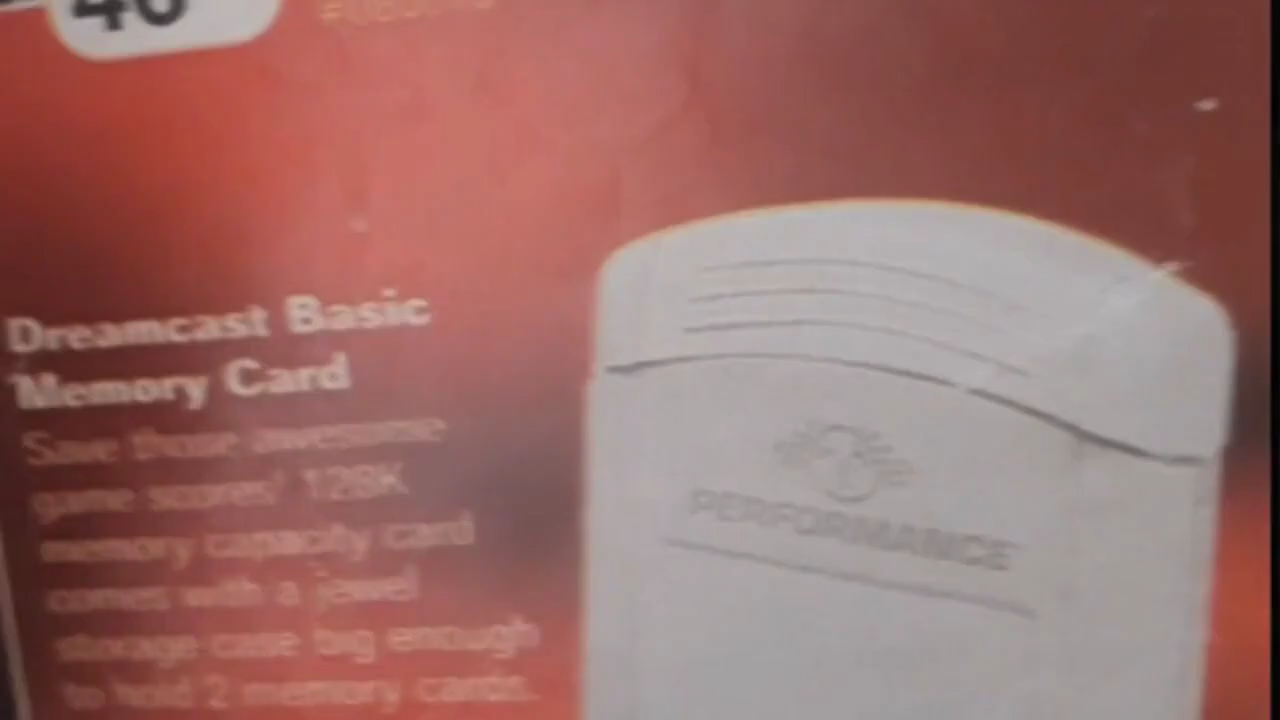 46
Dreamcast Basic
Memory Card
Save those awesome
game scores! 128K
memory capacity card
comes with a jewel
storage case big enough
to hold 2 memory cards.
PERFORMANCE